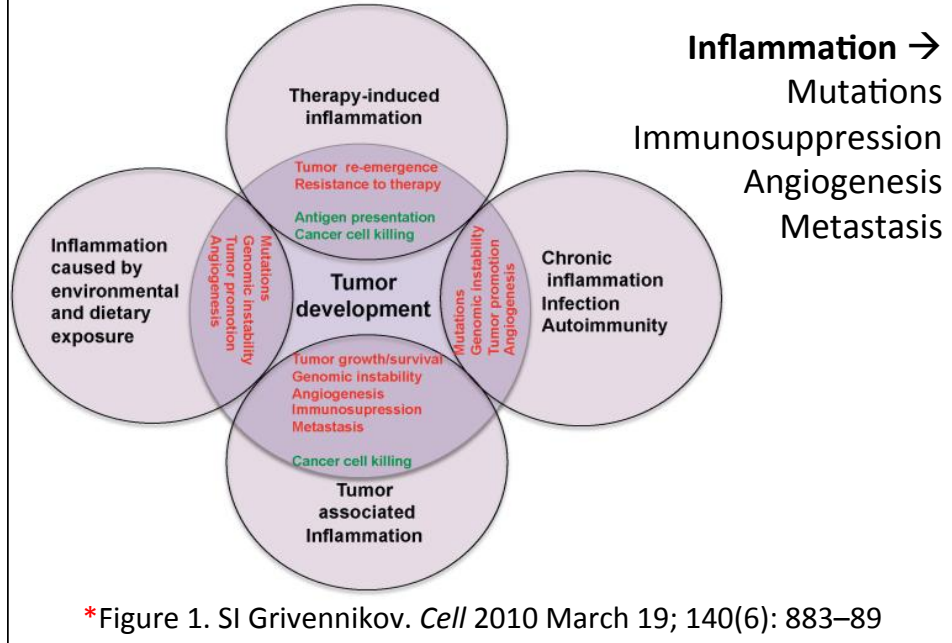 Inflammation →
Mutations
Immunosuppression
Angiogenesis
Metastasis
Therapy-induced
inflammation
Tumor re-emergence
Resistance to therapy
Antigen presentation
Cancer cell killing
Inflammation
caused by
environmental
and dietary
exposure
Mutations
Genomic instability
Tumor promotion
Angiogenesis
Tumor
development
Mutations
Genomic instability
Tumor promotion
Angiogenesis
Chronic
inflammation
Infection
Autoimmunity
Tumor growth/survival
Genomic instability
Angiogenesis
Immunosupression
Metastasis
Cancer cell killing
Tumor
associated
Inflammation
*Figure 1. SI Grivennikov. Cell 2010 March 19; 140(6): 883–89